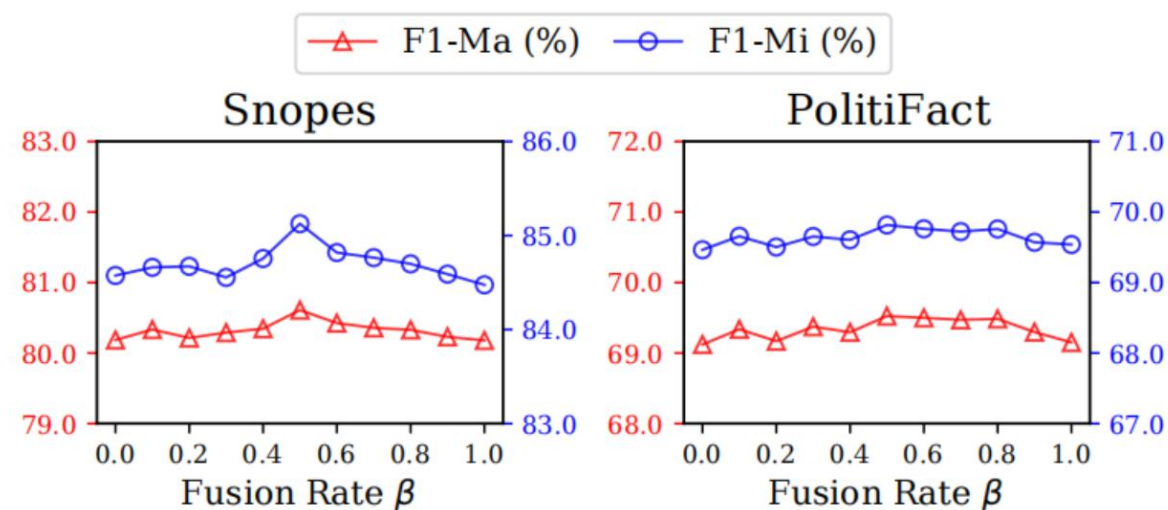 F1-Ma (%) F1-Mi (%)
Snopes PolitiFact
83.0 86.0 72.0 71.0
82.0 71.0 70.0
85.0
81.0 70.0 69.0
84.0
80.0 69.0 68.0
79.0 83.0 68.0 67.0
0.0 0.2 0.4 0.6 0.8 1.0 0.0 0.2 0.4 0.6 0.8 1.0
Fusion Rate β Fusion Rate β